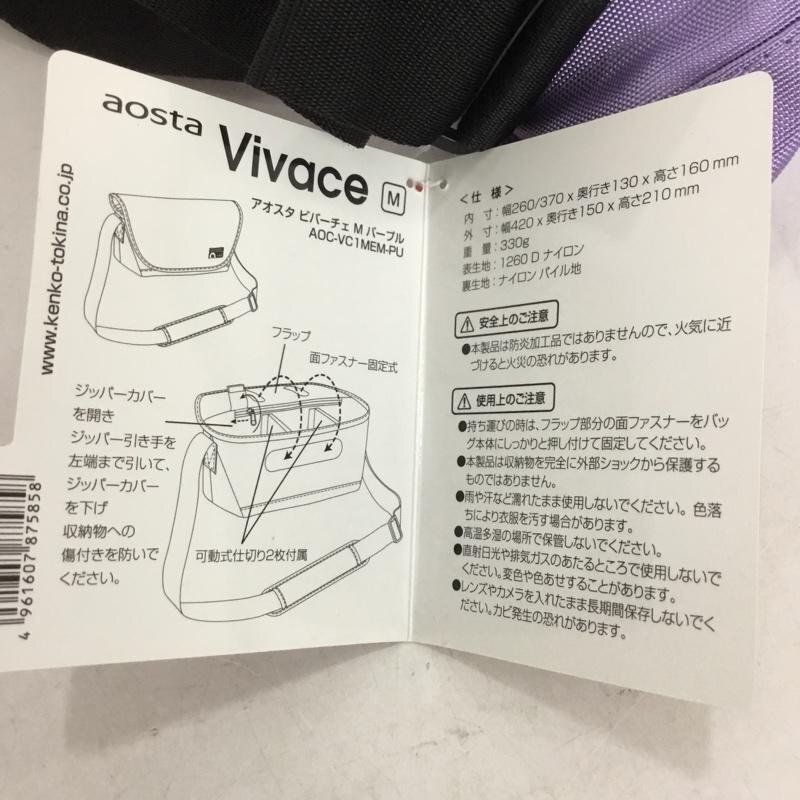 aosta Vivace M
アオスタ ビバーチェ M パープル
AOC-VC1MEM-PU
www.kenko-tokina.co.jp
フラップ
面ファスナー固定式
ジッパーカバー
を開き
ジッパー引き手を
左端まで引いて、
ジッパーカバー
を下げ
収納物への
傷付きを防いで
ください。
可動式仕切り2枚付属
4 961607 875858
＜仕 様＞
内 寸：幅260/370 x 奥行き130 x 高さ160 mm
外 寸：幅420 x 奥行き150 x 高さ210 mm
重 量：330g
表生地：1260 D ナイロン
裏生地：ナイロン パイル地
安全上のご注意
●本製品は防炎加工品ではありませんので、火気に近
づけると火災の恐れがあります。
使用上のご注意
●持ち運びの時は、フラップ部分の面ファスナーをバッ
グ本体にしっかりと押し付けて固定してください。
●本製品は収納物を完全に外部ショックから保護する
ものではありません。
●雨や汗など濡れたまま使用しないでください。色落
ちにより衣服を汚す場合があります。
●高温多湿の場所で保管しないでください。
●直射日光や排気ガスのあたるところで使用しないで
ください。変色や色あせすることがあります。
●レンズやカメラを入れたまま長期間保存しないでく
ださい。カビ発生の恐れがあります。